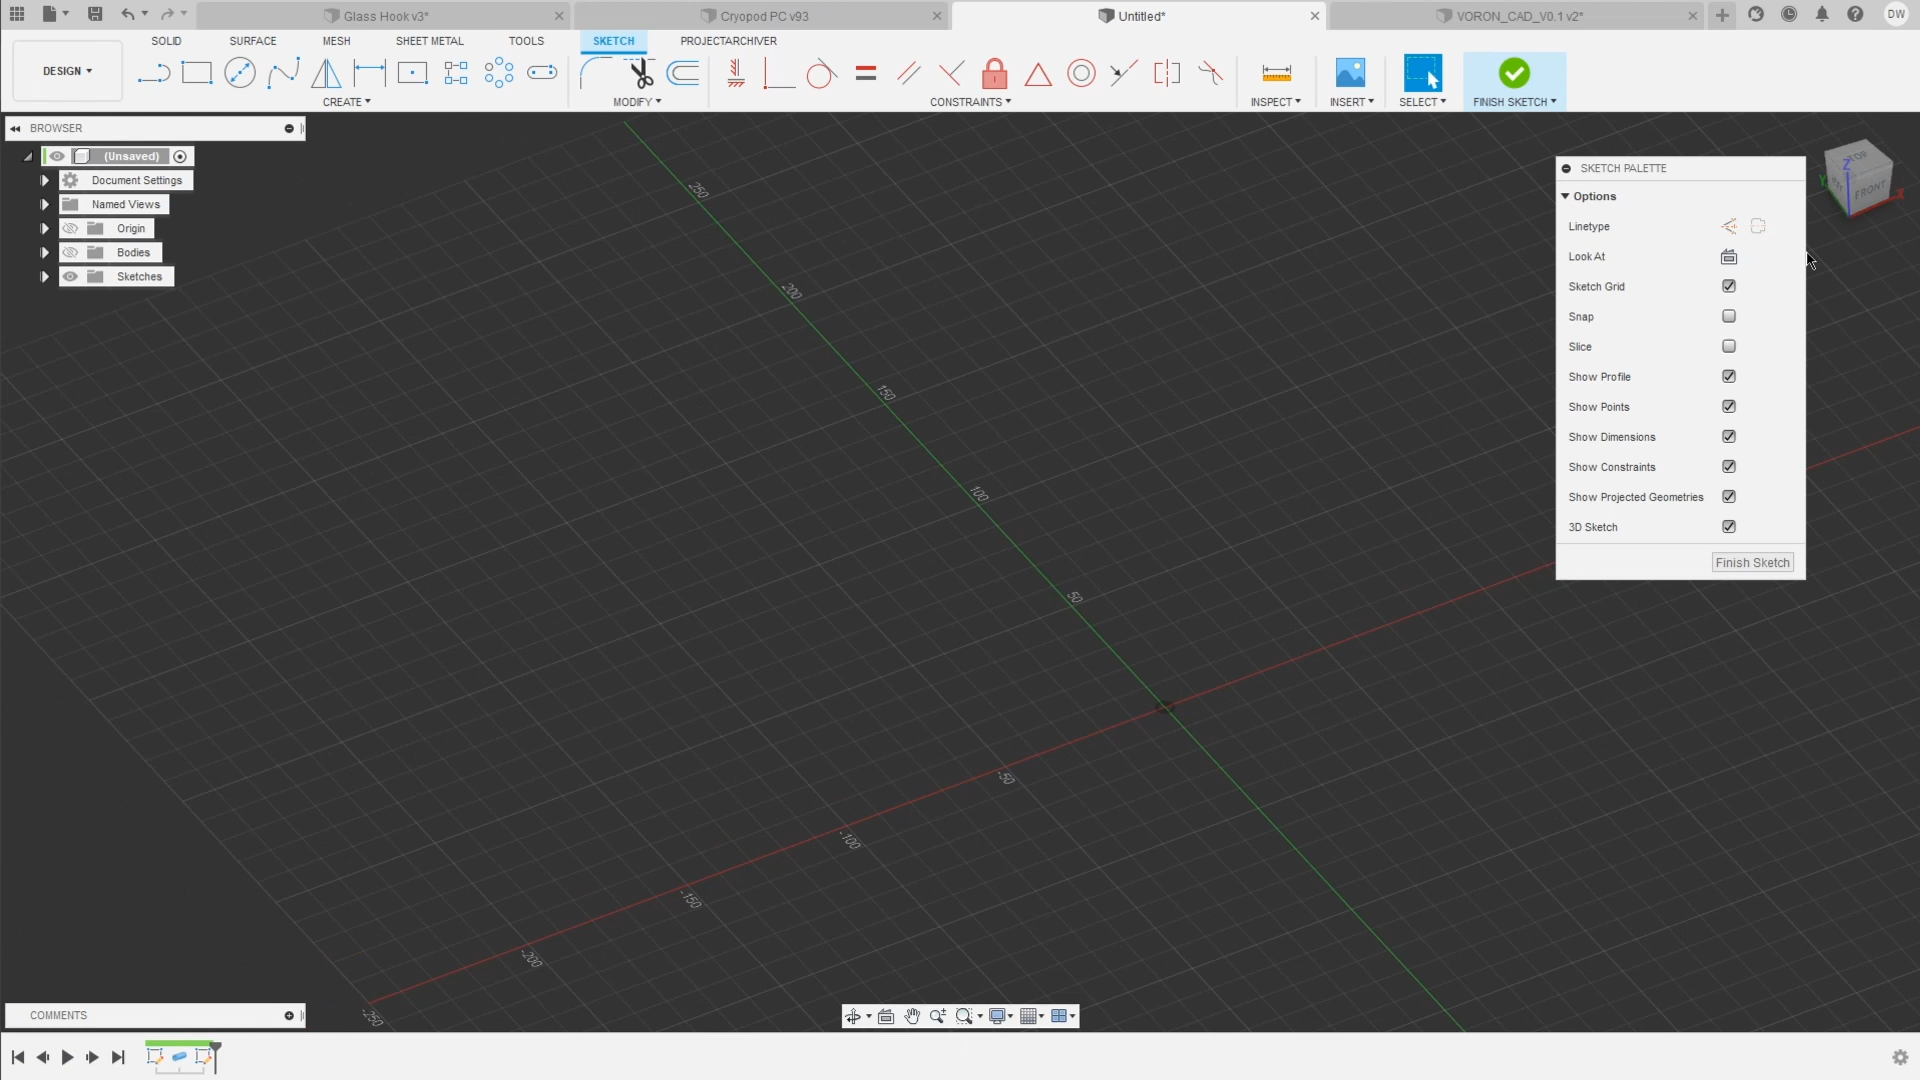 Glass Hook v3*
Cryopod PC v93
Untitled*
VORON_CAD_V0.1 v2*
DW
SOLID
SURFACE
MESH
SHEET METAL
TOOLS
SKETCH
PROJECTARCHIVER
DESIGN
CREATE
MODIFY
CONSTRAINTS
INSPECT
INSERT
SELECT
FINISH SKETCH
BROWSER
(Unsaved)
Document Settings
Named Views
Origin
Bodies
Sketches
SKETCH PALETTE
Options
Linetype
Look At
Sketch Grid
Snap
Slice
Show Profile
Show Points
Show Dimensions
Show Constraints
Show Projected Geometries
3D Sketch
Finish Sketch
TOP
FRONT
Z
Y
X
250
200
150
100
50
-50
-100
-150
-200
-250
COMMENTS